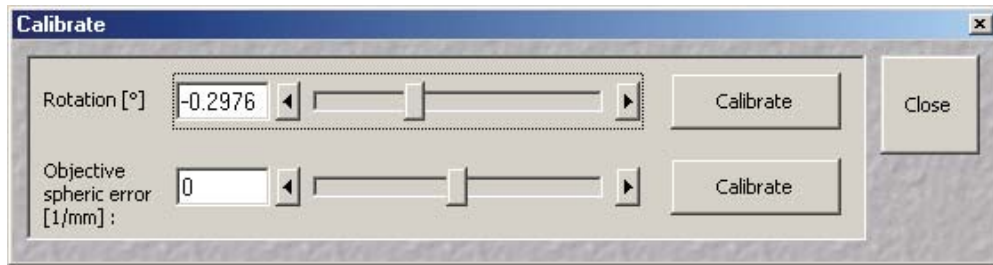 Calibrate
Rotation [°]
-0.2976
Calibrate
Close
Objective
spheric error
[1/mm] :
0
Calibrate